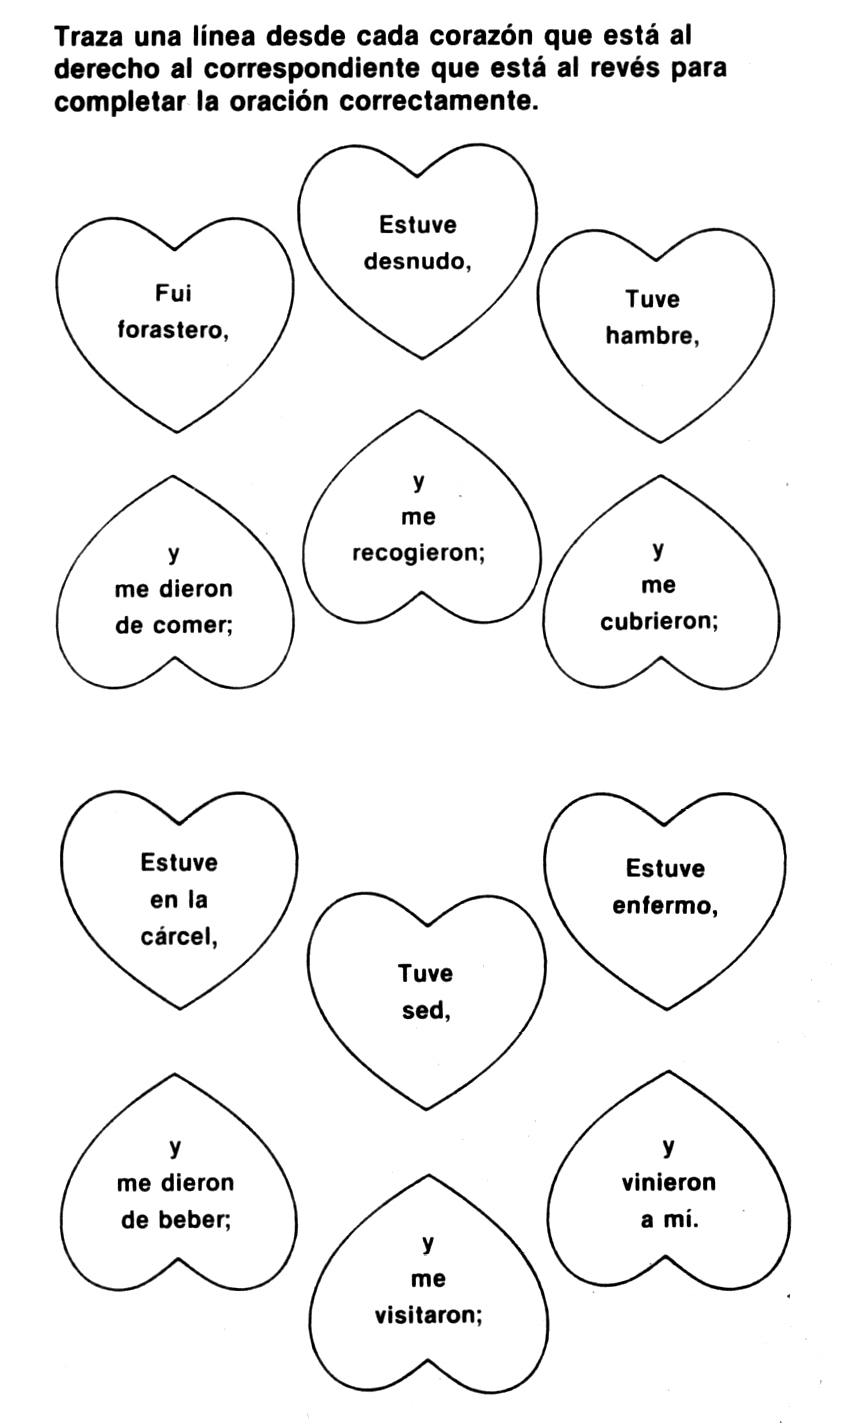 Traza una línea desde cada corazón que está al
derecho al correspondiente que está al revés para
completar la oración correctamente.
Estuve
desnudo,
Fui
forastero,
Tuve
hambre,
y
me
recogieron;
y
me dieron
de comer;
y
me
cubrieron;
Estuve
en la
cárcel,
Estuve
enfermo,
Tuve
sed,
y
me dieron
de beber;
y
vinieron
a mí.
y
me
visitaron;